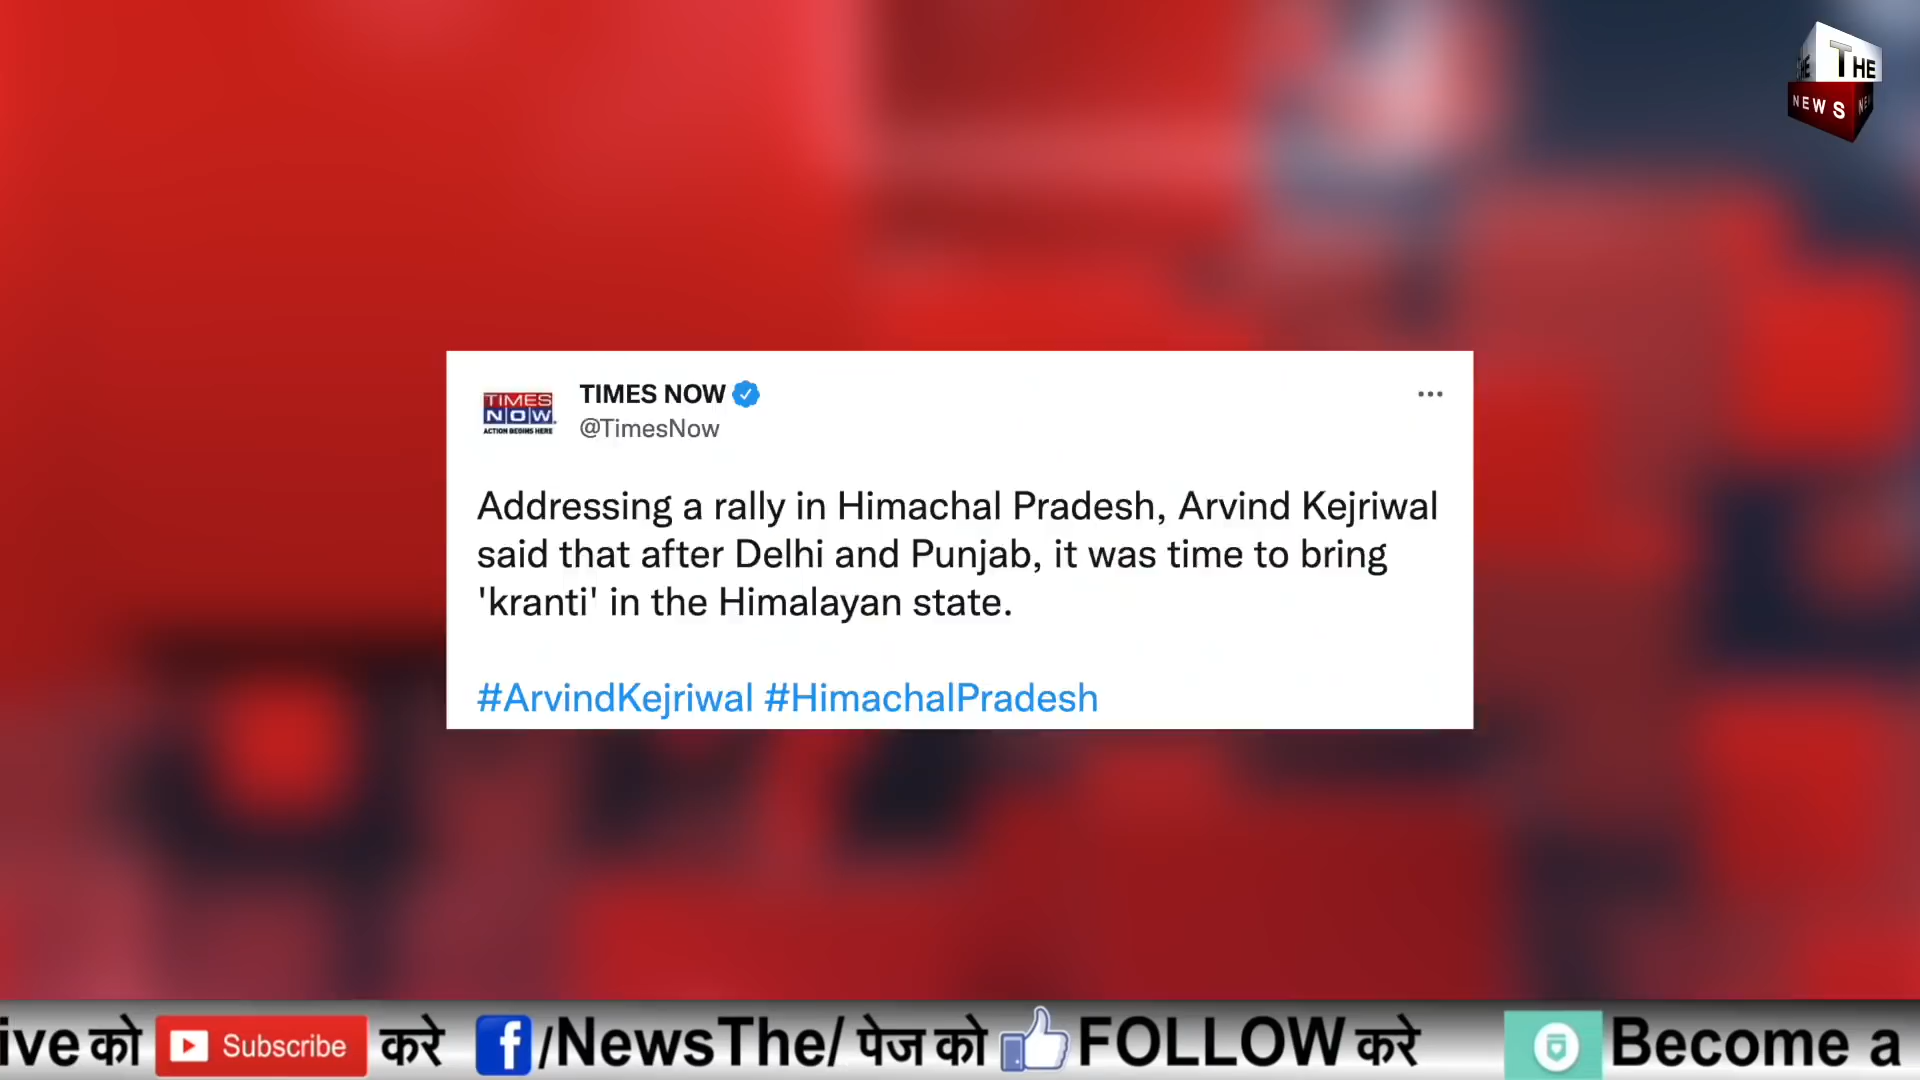 THE
NEWS
TIMES NOW
@TimesNow
TIMES
NOW
ACTION BEGINS HERE
Addressing a rally in Himachal Pradesh, Arvind Kejriwal
said that after Delhi and Punjab, it was time to bring
'kranti' in the Himalayan state.
#ArvindKejriwal #HimachalPradesh
ive को Subscribe करे f/NewsThe/ पेज को FOLLOW करे Become a